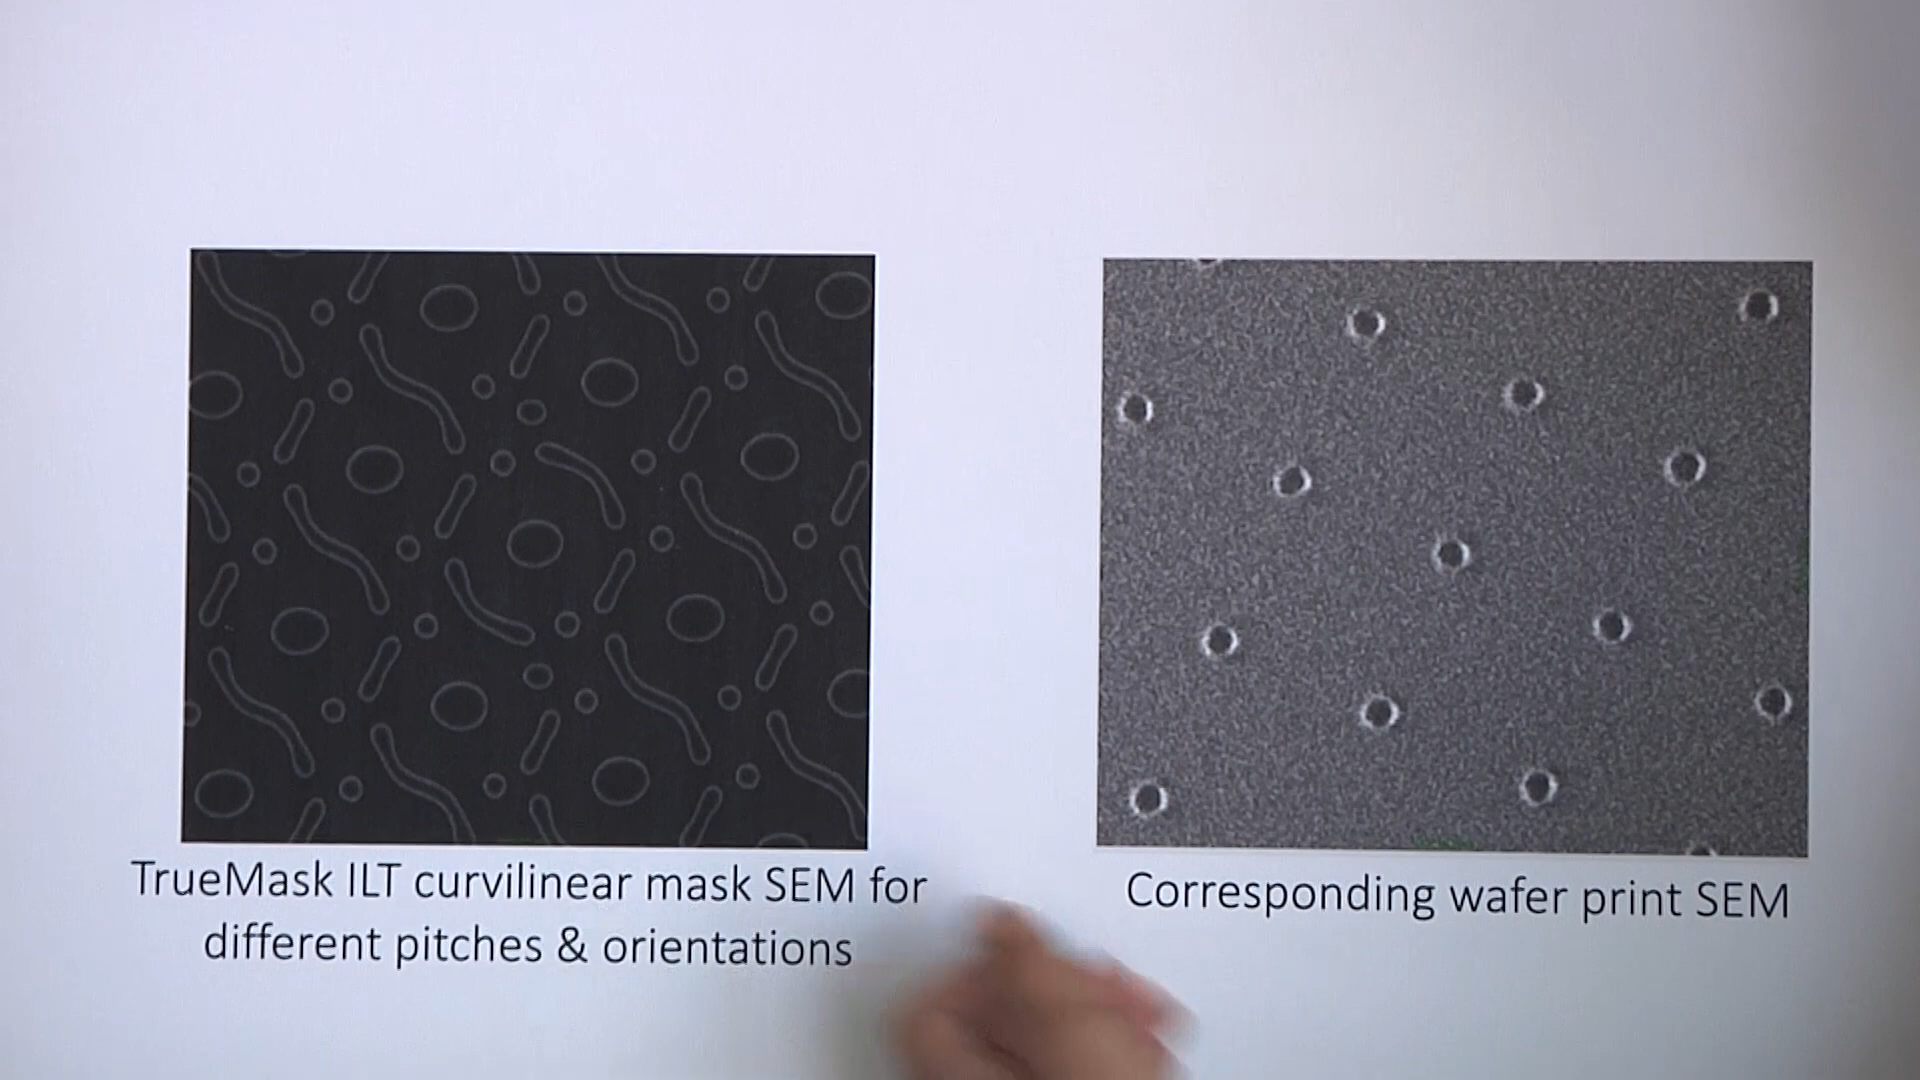 TrueMask ILT curvilinear mask SEM for
different pitches & orientations
Corresponding wafer print SEM